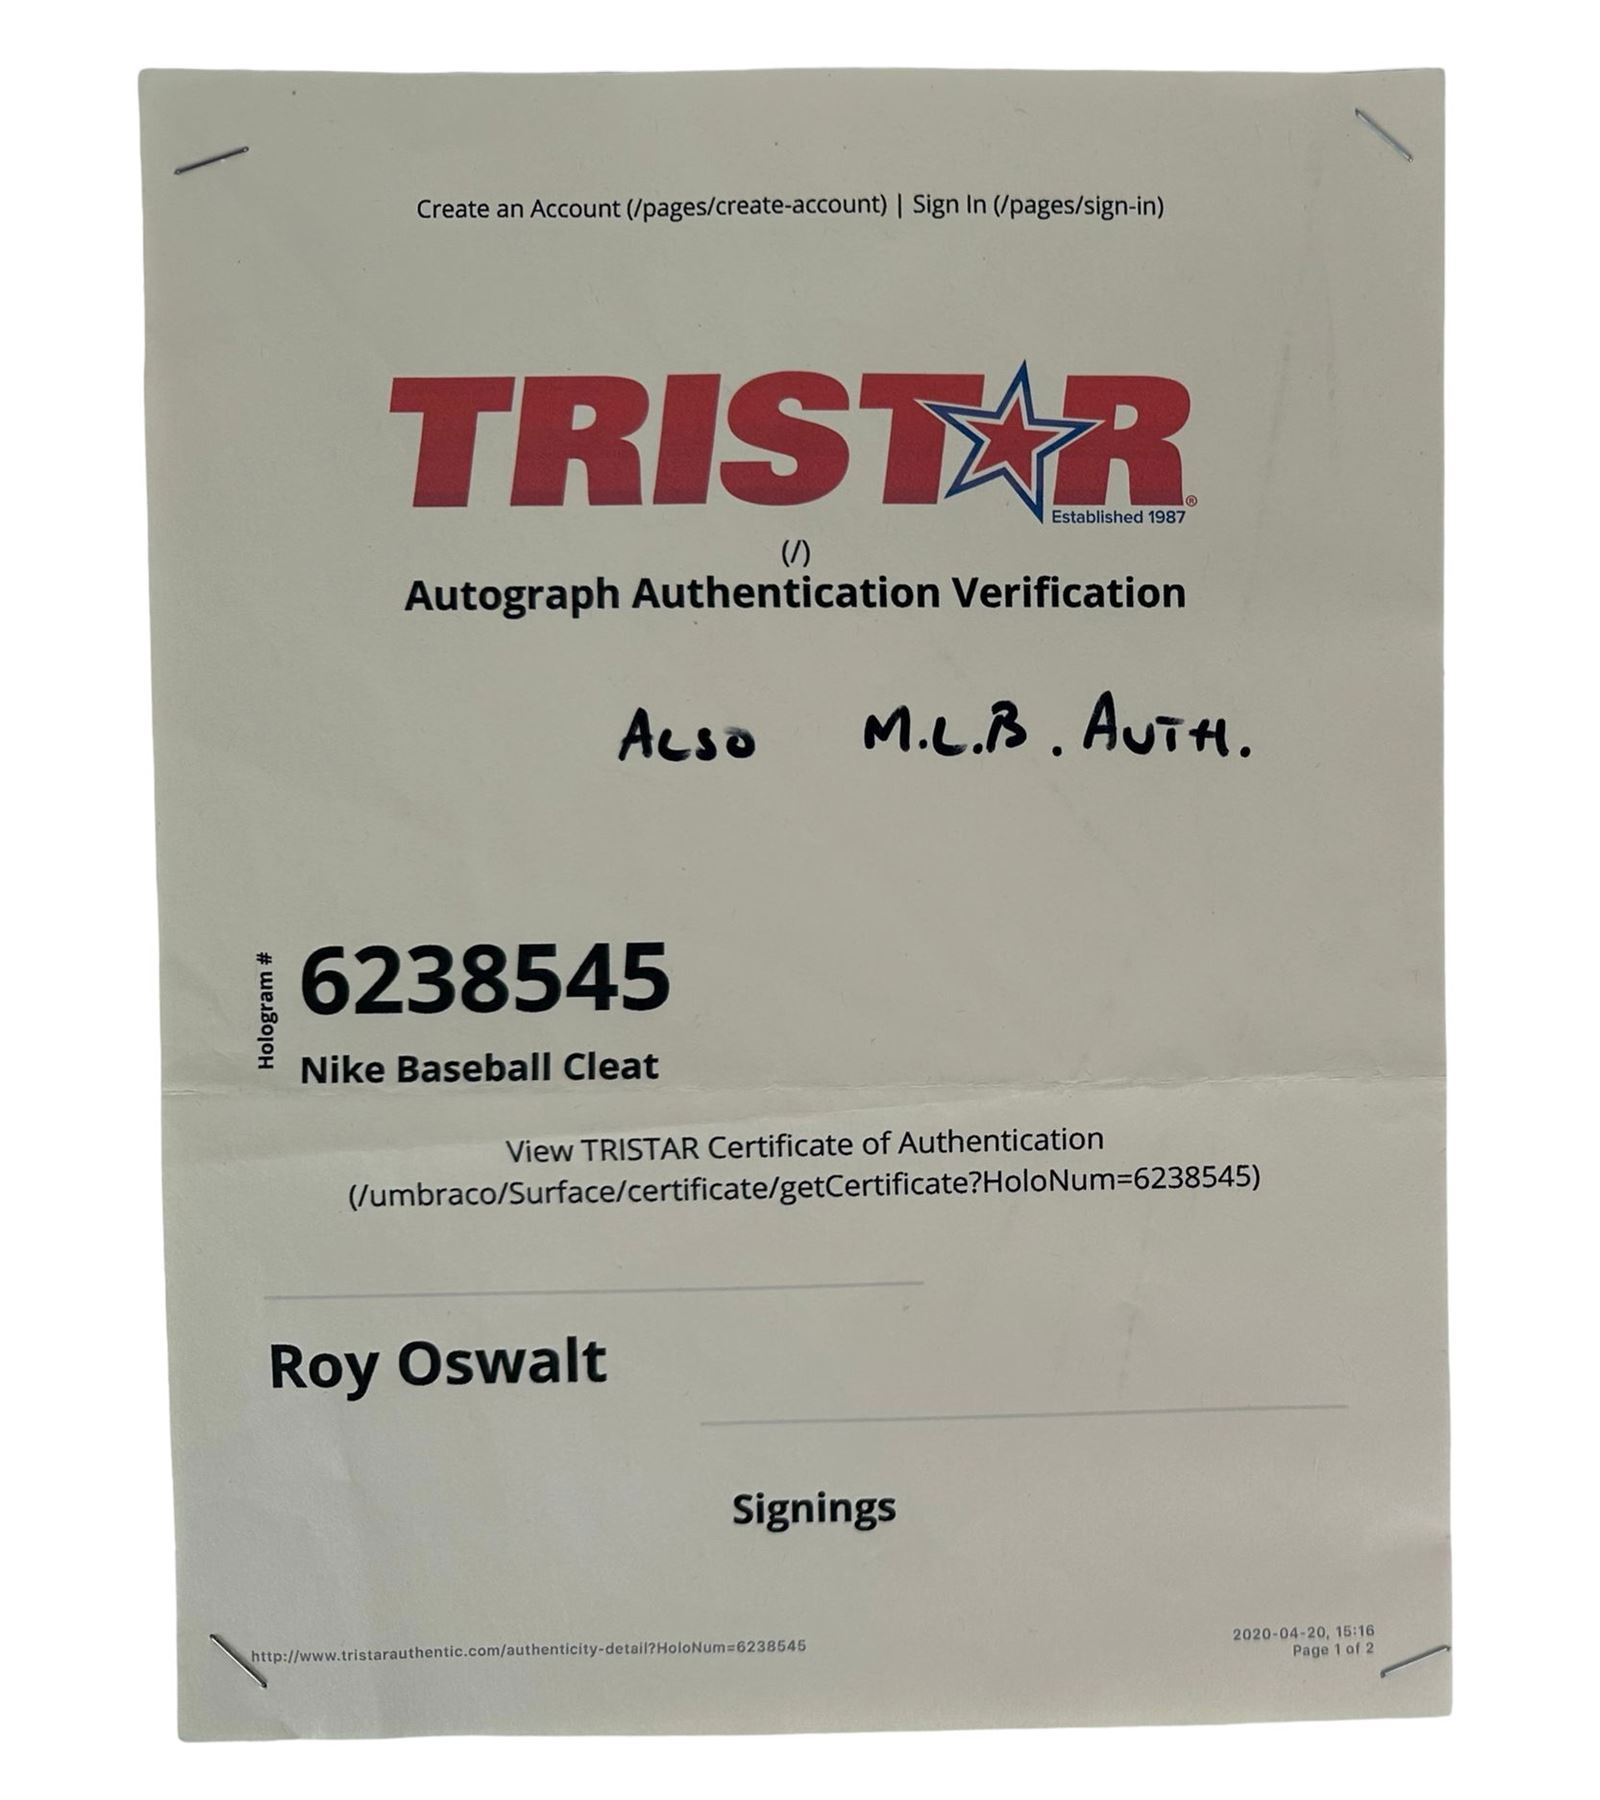 Create an Account (/pages/create-account) | Sign In (/pages/sign-in)
TRISTAR®
Established 1987
(/)
Autograph Authentication Verification
ALSO M.L.B. AUTH.
Hologram #
6238545
Nike Baseball Cleat
View TRISTAR Certificate of Authentication
(/umbraco/Surface/certificate/getCertificate?HoloNum=6238545)
Roy Oswalt
Signings
http://www.tristarauthentic.com/authenticity-detail?HoloNum=6238545
2020-04-20, 15:16
Page 1 of 2